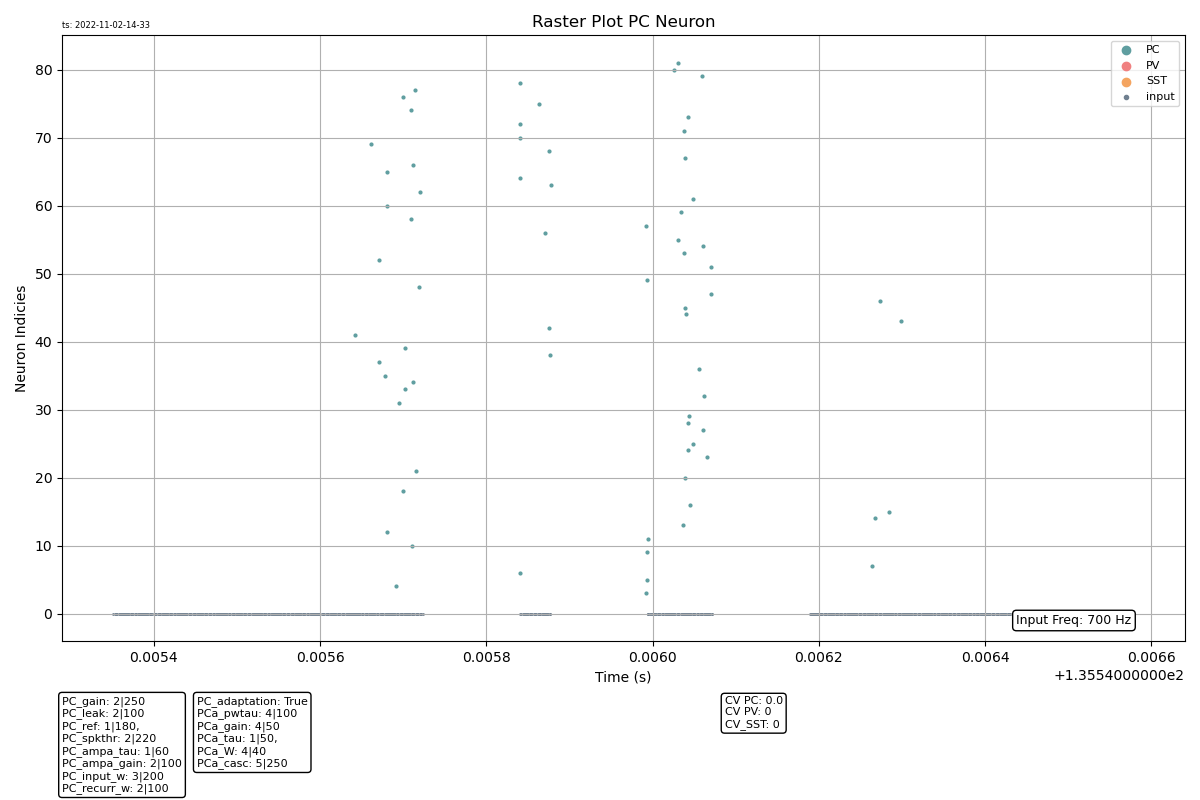 ts: 2022-11-02-14-33
Raster Plot PC Neuron
PC
PV
SST
input
Neuron Indicies
80
70
60
50
40
30
20
10
0
Input Freq: 700 Hz
0.0054 0.0056 0.0058 0.0060 0.0062 0.0064 0.0066
Time (s)
+1.3554000000e2
PC_gain: 2|250
PC_leak: 2|100
PC_ref: 1|180,
PC_spkthr: 2|220
PC_ampa_tau: 1|60
PC_ampa_gain: 2|100
PC_input_w: 3|200
PC_recurr_w: 2|100
PC_adaptation: True
PCa_pwtau: 4|100
PCa_gain: 4|50
PCa_tau: 1|50,
PCa_W: 4|40
PCa_casc: 5|250
CV PC: 0.0
CV PV: 0
CV_SST: 0